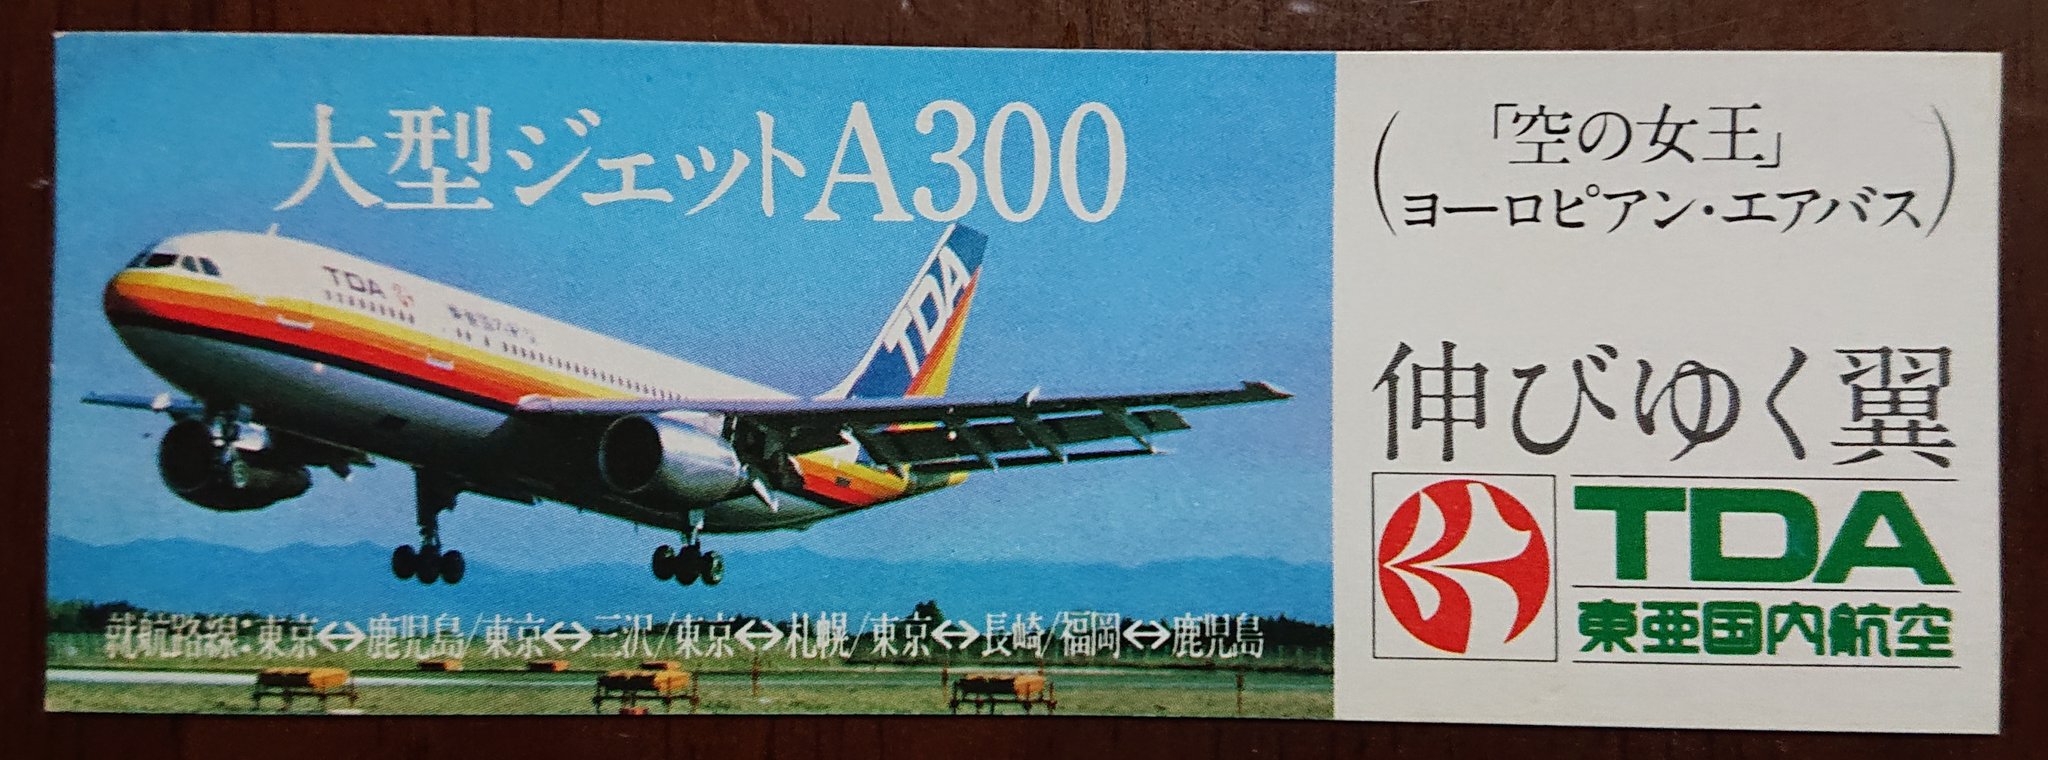 大型ジェットA300
TDA
TDA
就航路線:東京↔鹿児島/東京↔三沢/東京↔札幌/東京↔長崎/福岡↔鹿児島
(「空の女王」
ヨーロピアン・エアバス)
伸びゆく翼
TDA
東亜国内航空